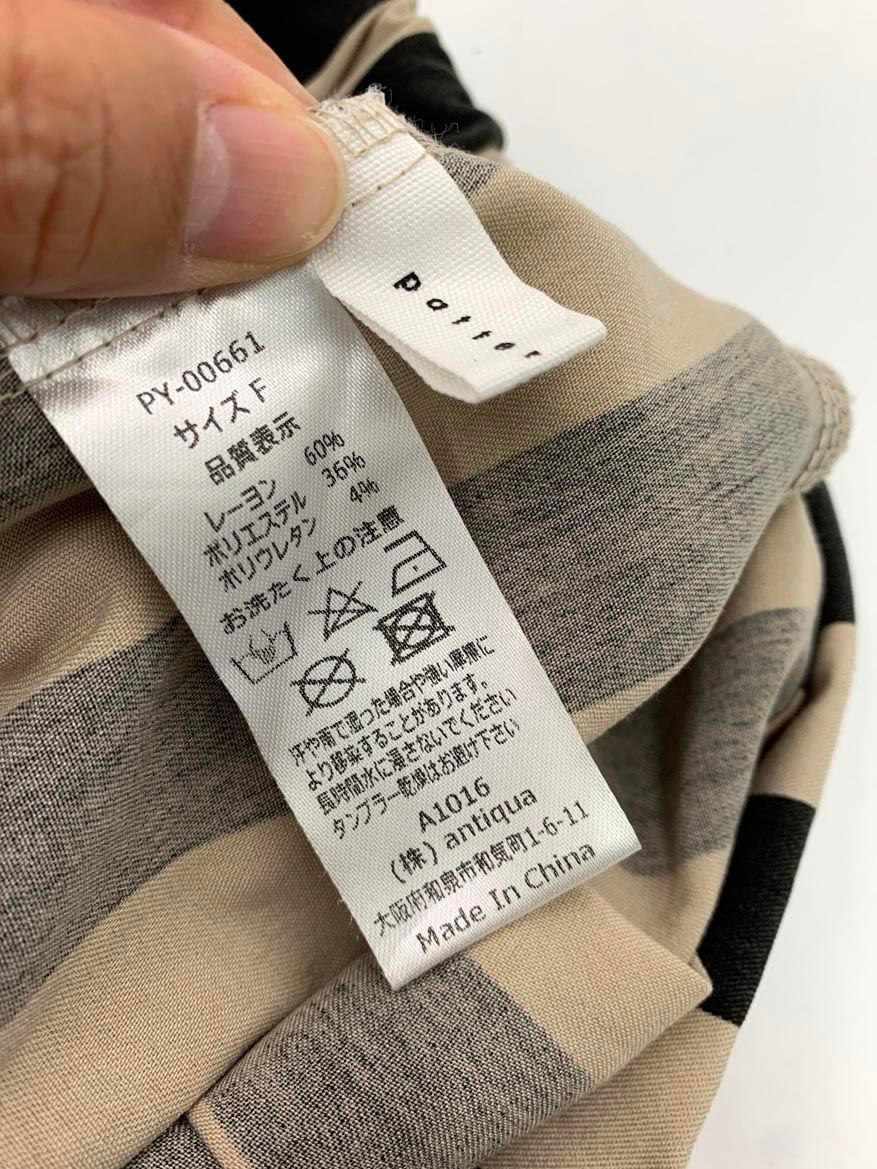 PY-00661
サイズ F
品質表示
レーヨン 60%
ポリエステル 36%
ポリウレタン 4%
お洗たく上の注意
汗や雨で湿った場合や強い摩擦に
より移染することがあります。
長時間水に浸さないでください
タンブラー乾燥はお避け下さい
A1016
(株) antiqua
大阪府和泉市和気町1-6-11
Made In China